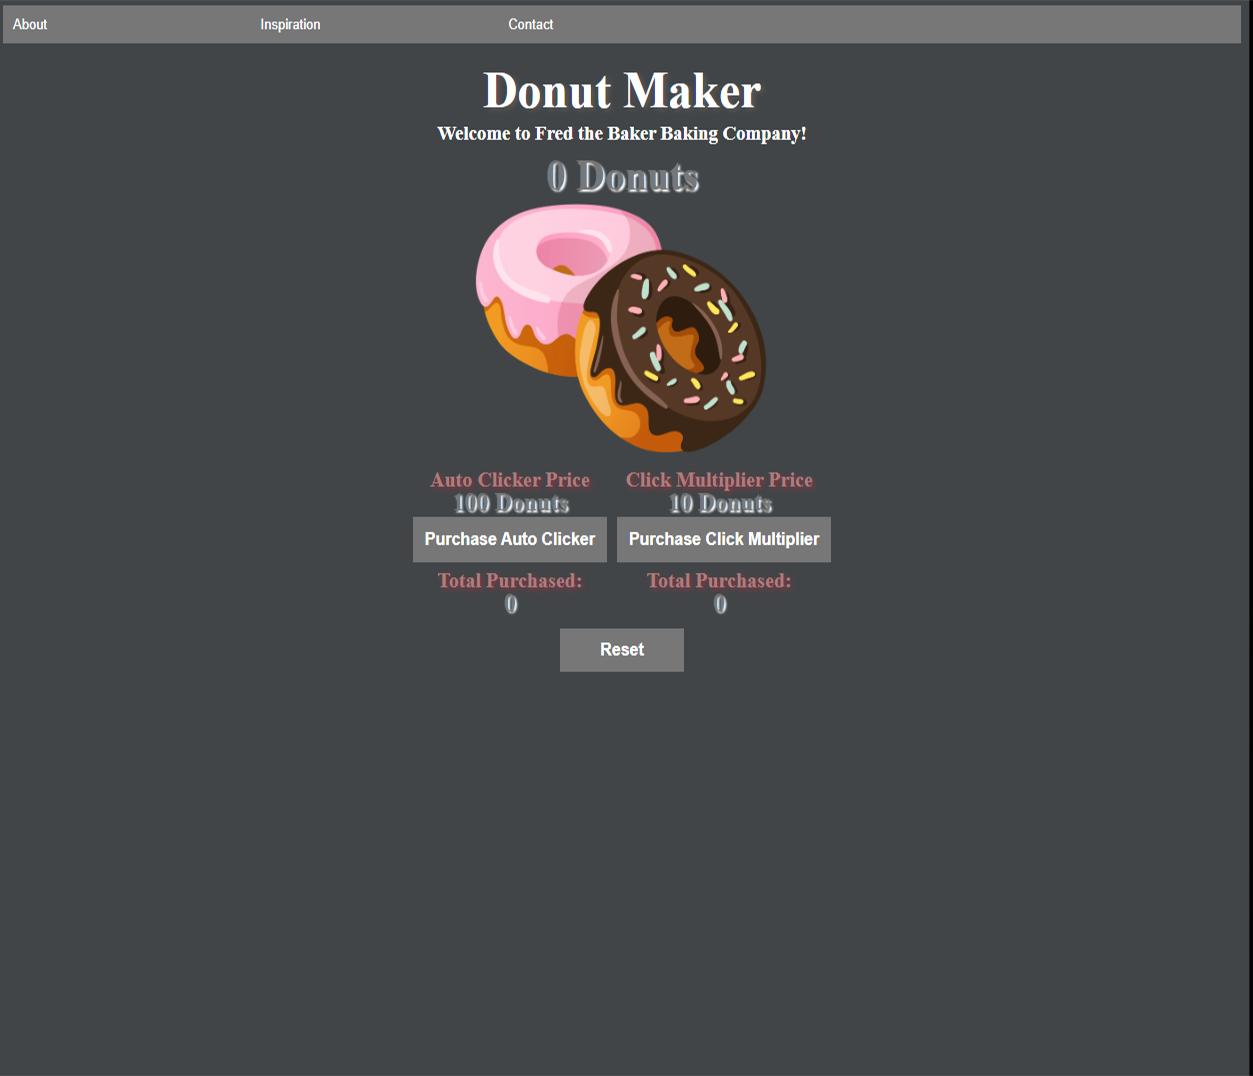 About Inspiration Contact
Donut Maker
Welcome to Fred the Baker Baking Company!
0 Donuts
Auto Clicker Price Click Multiplier Price
100 Donuts 10 Donuts
Purchase Auto Clicker Purchase Click Multiplier
Total Purchased: Total Purchased:
0 0
Reset